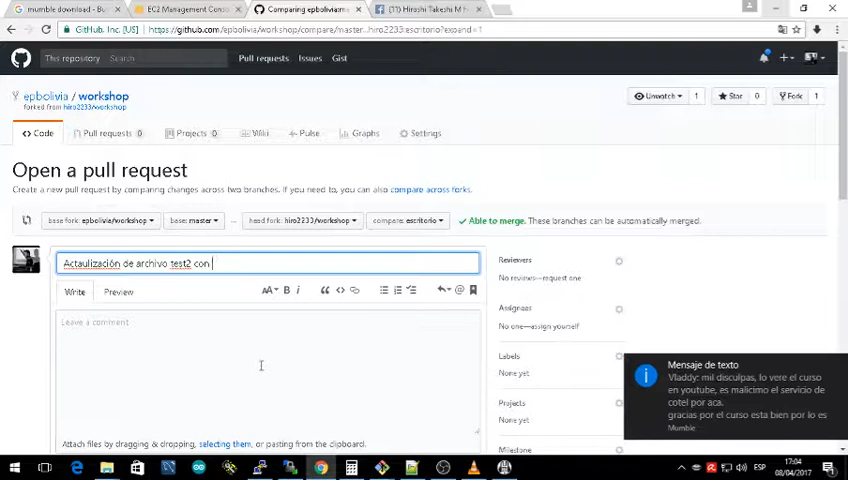 mumble download - Bu
EC2 Management Cons
Comparing epbolivia:ma
(11) Hiroshi Takeshi M H
GitHub, Inc. [US]
https://github.com/epbolivia/workshop/compare/master...hiro2233:escritorio?expand=1
This repository
Search
Pull requests
Issues
Gist
epbolivia / workshop
forked from hiro2233/workshop
Unwatch 1
Star 0
Fork 1
Code
Pull requests 0
Projects 0
Wiki
Pulse
Graphs
Settings
Open a pull request
Create a new pull request by comparing changes across two branches. If you need to, you can also compare across forks.
base fork: epbolivia/workshop
base: master
head fork: hiro2233/workshop
compare: escritorio
Able to merge. These branches can be automatically merged.
Actaulización de archivo test2 con
Write
Preview
AA
B
i
Leave a comment
Attach files by dragging & dropping, selecting them, or pasting from the clipboard.
Reviewers
No reviews—request one
Assignees
No one—assign yourself
Labels
None yet
Projects
None yet
Milestone
Mensaje de texto
Vladdy: mil disculpas, lo vere el curso
en youtube, es malicimo el servicio de
cotel por aca.
gracias por el curso esta bien por lo es
Mumble
ESP
17:04
08/04/2017